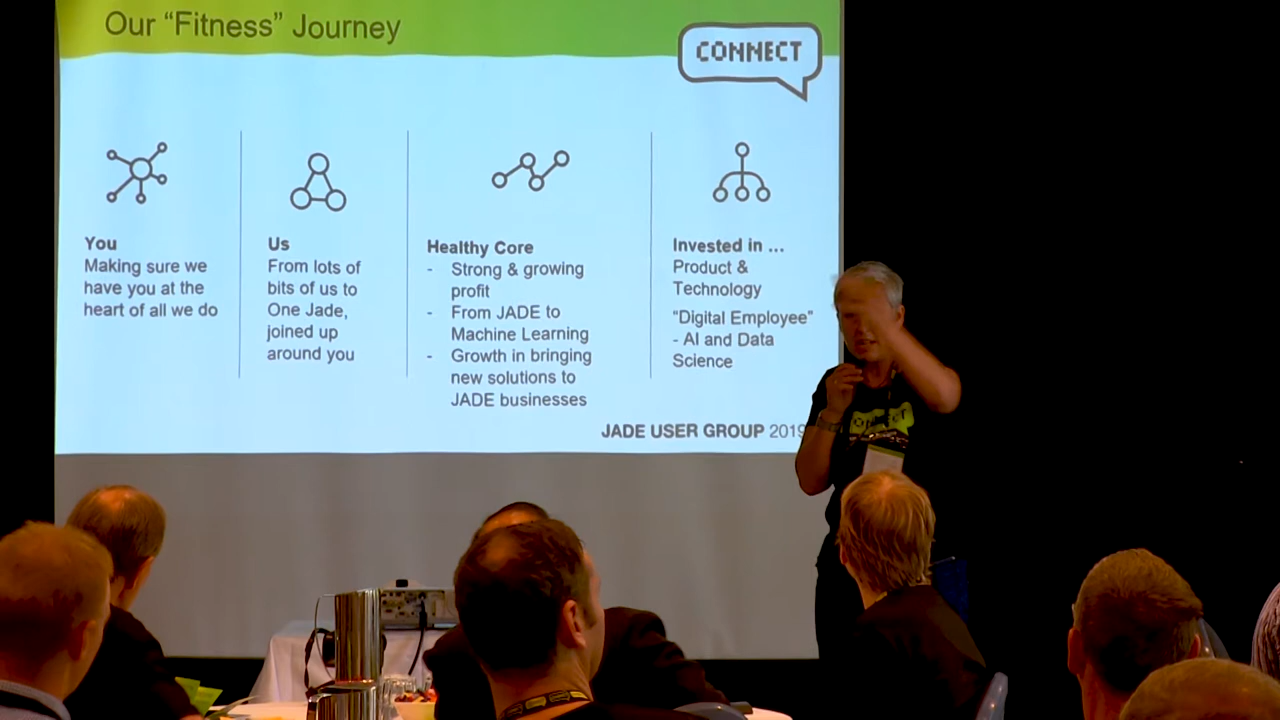 Our “Fitness” Journey
CONNECT
You
Making sure we
have you at the
heart of all we do
Us
From lots of
bits of us to
One Jade,
joined up
around you
Healthy Core
- Strong & growing
profit
- From JADE to
Machine Learning
- Growth in bringing
new solutions to
JADE businesses
Invested in ...
Product &
Technology
“Digital Employee”
- AI and Data
Science
JADE USER GROUP 2019
CONNECT